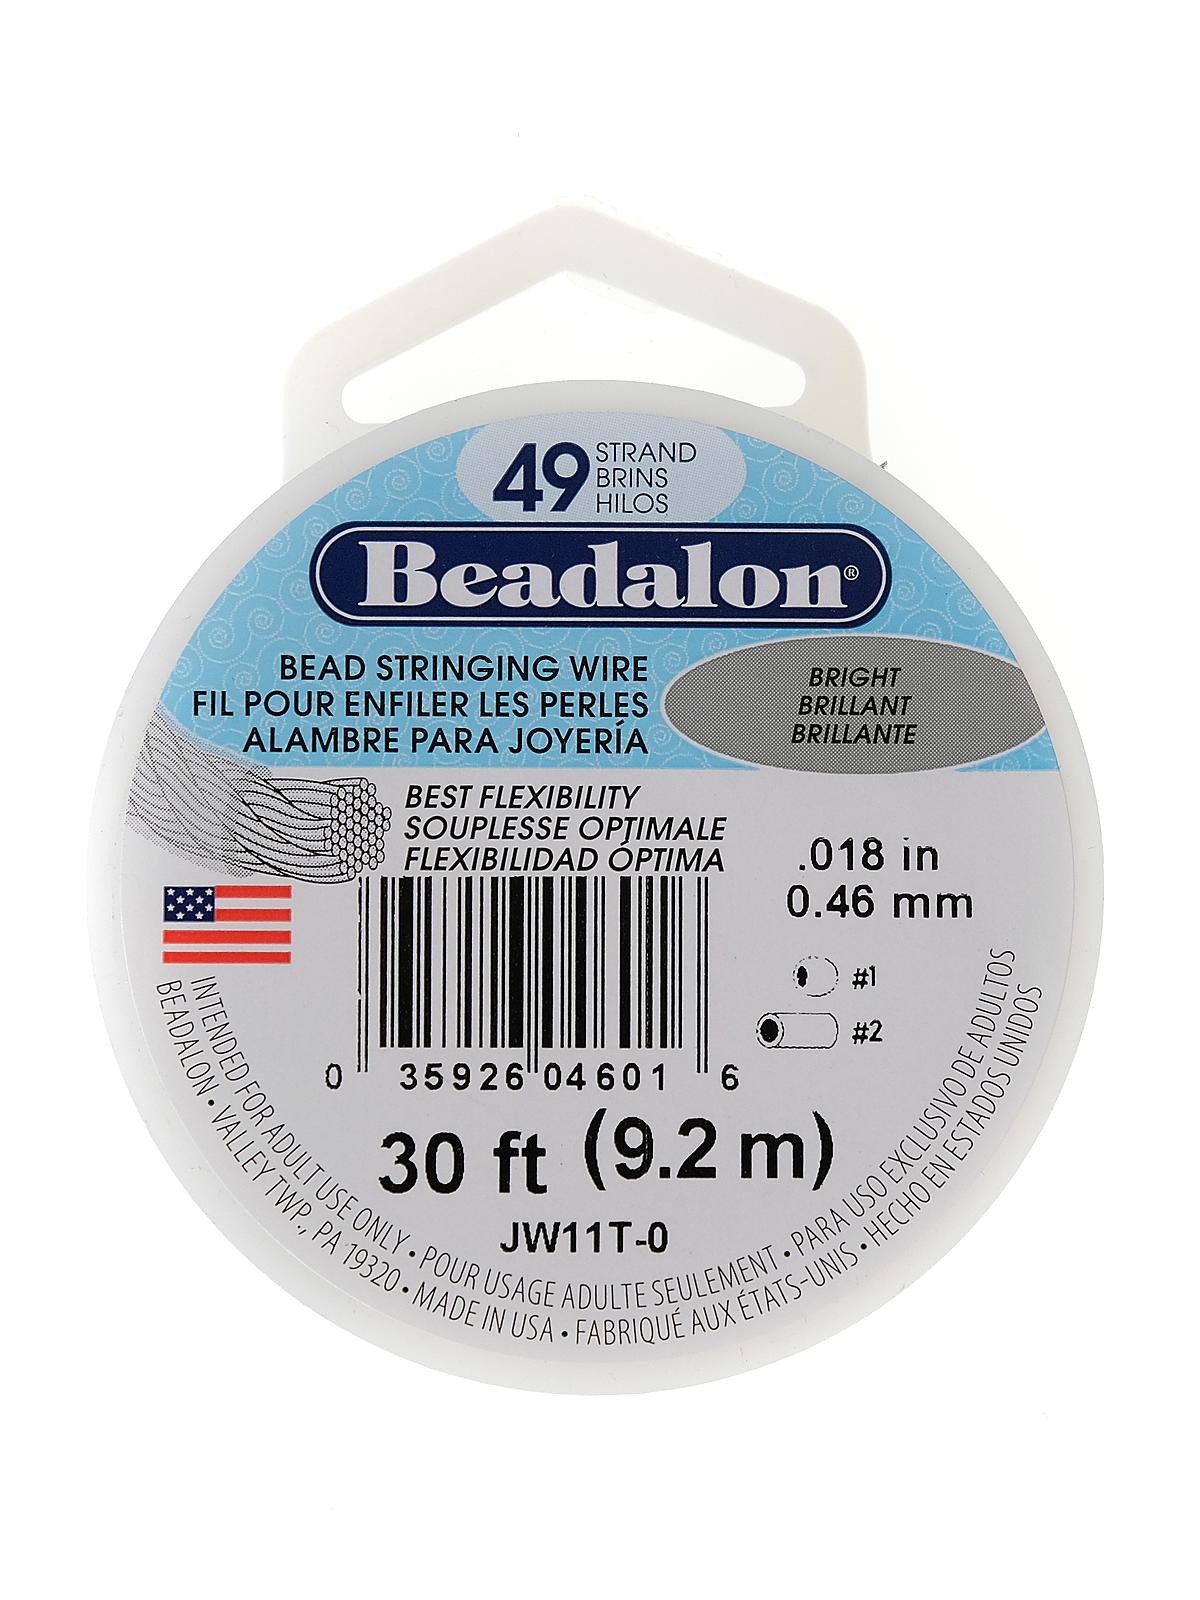 49 STRAND
BRINS
HILOS
Beadalon®
BEAD STRINGING WIRE
FIL POUR ENFILER LES PERLES
ALAMBRE PARA JOYERÍA
BRIGHT
BRILLANT
BRILLANTE
BEST FLEXIBILITY
SOUPLESSE OPTIMALE
FLEXIBILIDAD ÓPTIMA
.018 in
0.46 mm
#1
#2
0 35926 04601 6
30 ft (9.2 m)
JW11T-0
INTENDED FOR ADULT USE ONLY • POUR USAGE ADULTE SEULEMENT • PARA USO EXCLUSIVO DE ADULTOS
BEADALON • VALLEY TWP., PA 19320 • MADE IN USA • FABRIQUÉ AUX ÉTATS-UNIS • HECHO EN ESTADOS UNIDOS